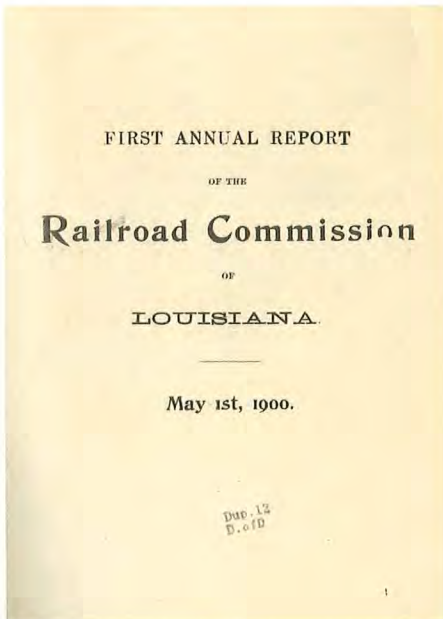 FIRST ANNUAL REPORT
OF THE
Railroad Commission
OF
LOUISIANA.
May 1st, 1900.
Dup. 12
D. of D
1